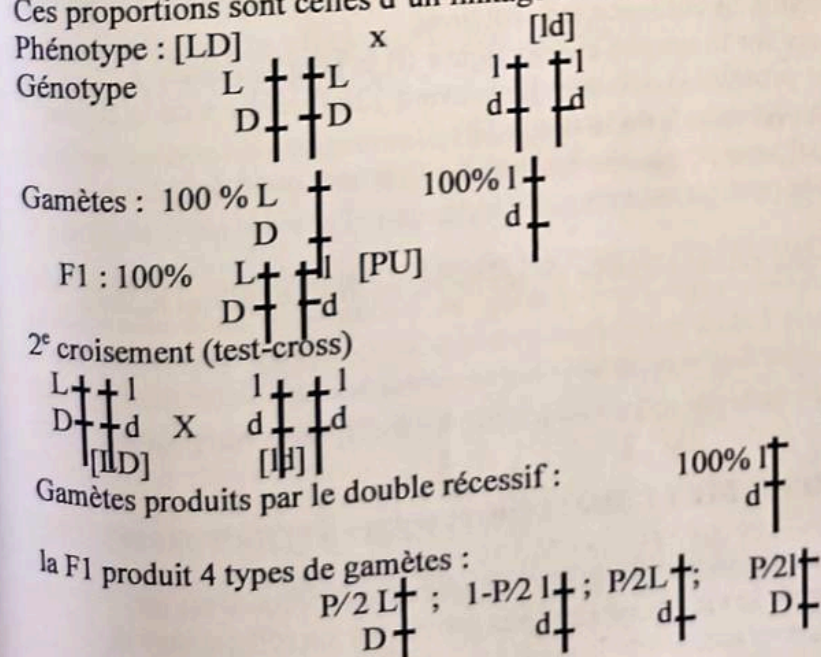 Ces proportions sont celles d'un
Phénotype : [LD] x [ld]
Génotype L L l l
D D d d
Gamètes : 100 % L 100% l
D d
F1 : 100% L l [PU]
D d
2e croisement (test-cross)
L l l l
D d X d d
[LD] [ld]
Gamètes produits par le double récessif : 100% l
d
la F1 produit 4 types de gamètes :
P/2 L ; 1-P/2 l ; P/2L ; P/2l
D d d D